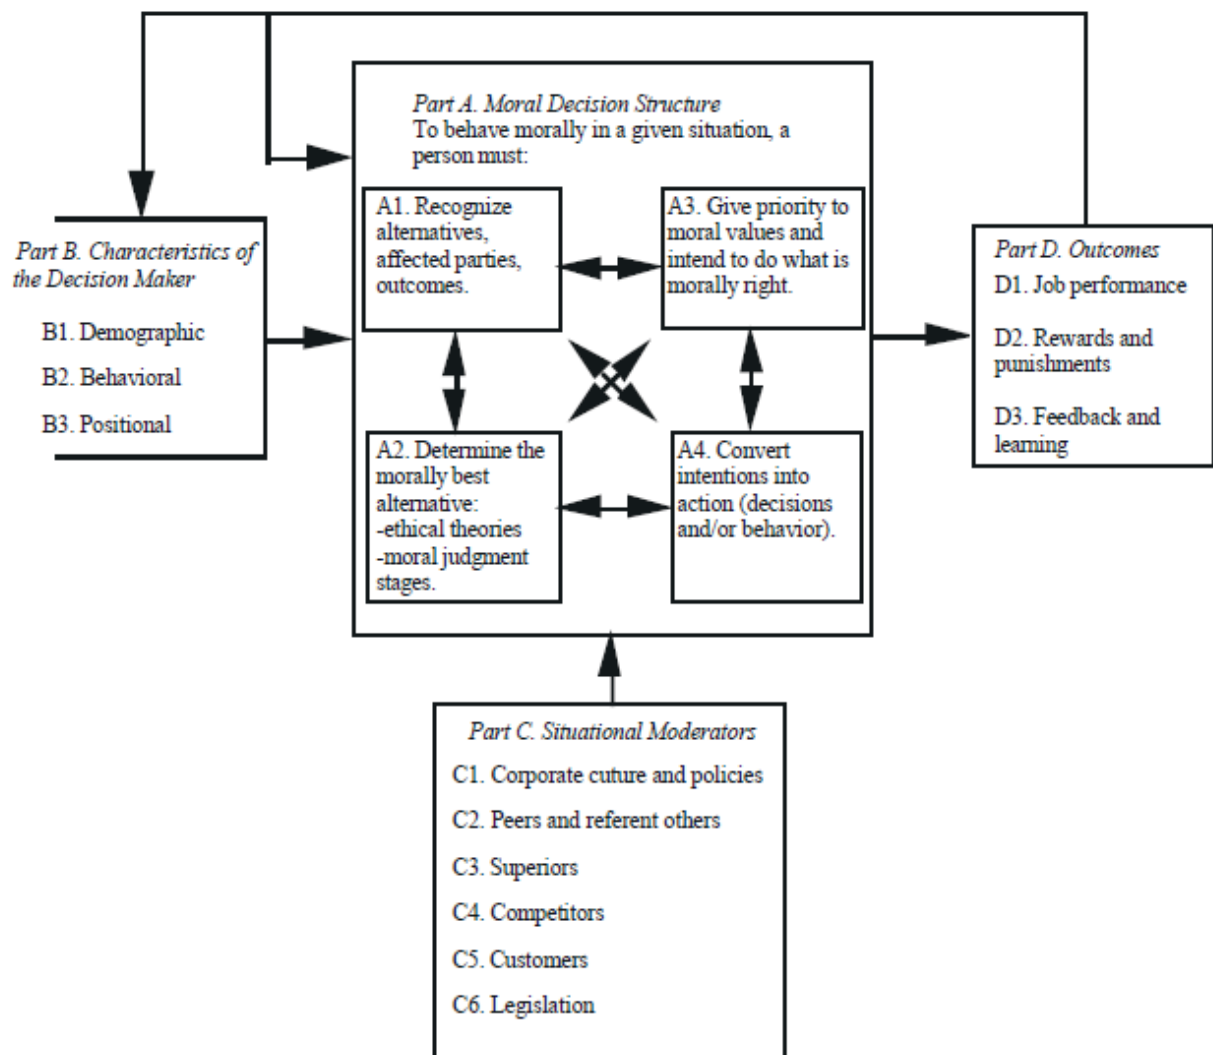 Part A. Moral Decision Structure
To behave morally in a given situation, a
person must:
A1. Recognize
alternatives,
affected parties,
outcomes.
A3. Give priority to
moral values and
intend to do what is
morally right.
A2. Determine the
morally best
alternative:
-ethical theories
-moral judgment
stages.
A4. Convert
intentions into
action (decisions
and/or behavior).
Part B. Characteristics of
the Decision Maker
B1. Demographic
B2. Behavioral
B3. Positional
Part D. Outcomes
D1. Job performance
D2. Rewards and
punishments
D3. Feedback and
learning
Part C. Situational Moderators
C1. Corporate cuture and policies
C2. Peers and referent others
C3. Superiors
C4. Competitors
C5. Customers
C6. Legislation